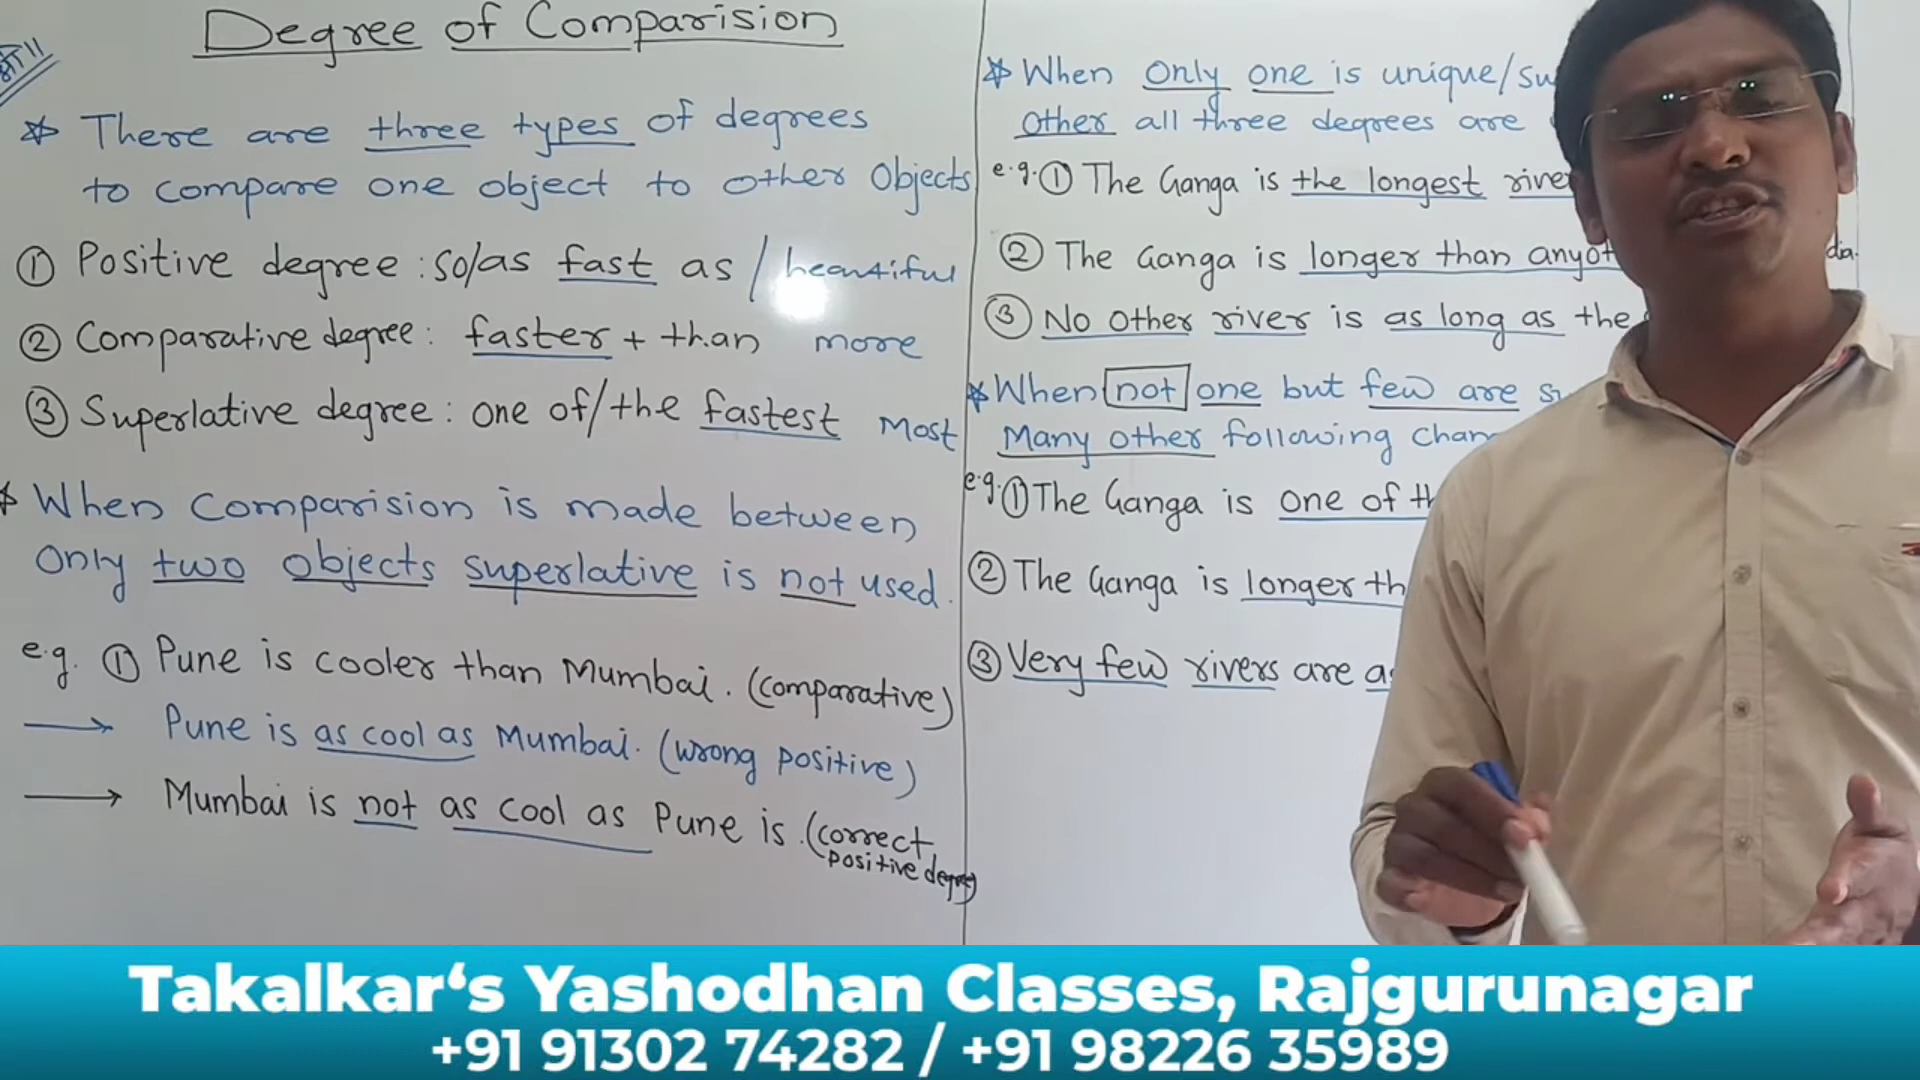 Degree of Comparision
* There are three types of degrees
to compare one object to other Objects
① Positive degree : so/as fast as / beautiful
② Comparative degree : faster + than more
③ Superlative degree : one of/the fastest Most
* When Comparision is made between
Only two objects superlative is not used.
e.g. ① Pune is cooler than Mumbai. (comparative)
→ Pune is as cool as Mumbai. (wrong positive)
→ Mumbai is not as cool as Pune is. (correct
positive degree)
* When only one is unique/su
Other all three degrees are
e.g. ① The Ganga is the longest river
② The Ganga is longer than anyot dia.
③ No other river is as long as the
* When not one but few are su
Many other following chan
e.g. ① The Ganga is one of th
② The Ganga is longer th
③ Very few rivers are as
Takalkar‘s Yashodhan Classes, Rajgurunagar
+91 91302 74282 / +91 98226 35989